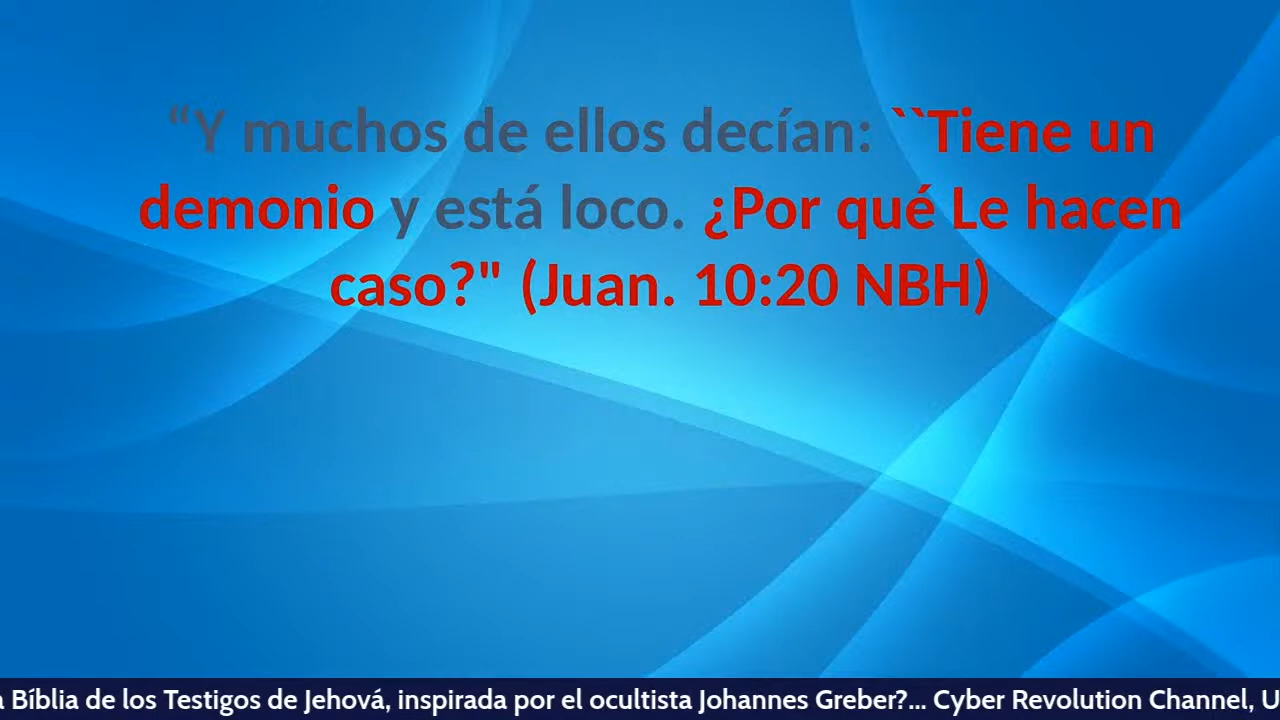 “Y muchos de ellos decían: ``Tiene un
demonio y está loco. ¿Por qué Le hacen
caso?" (Juan. 10:20 NBH)
a Bíblia de los Testigos de Jehová, inspirada por el ocultista Johannes Greber?... Cyber Revolution Channel, U